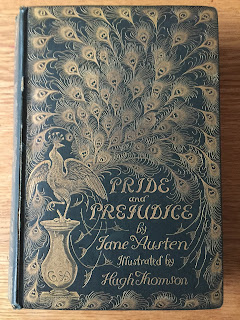 PRIDE
and
PREJUDICE
by
Jane Austen
Illustrated by
Hugh Thomson